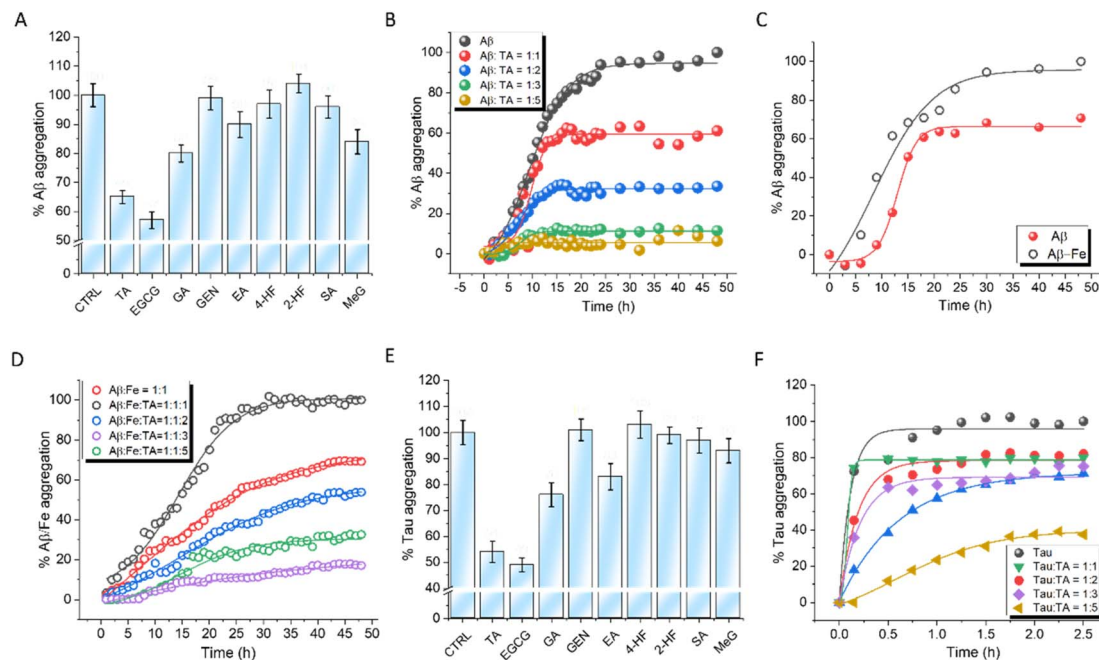 A
% Aβ aggregation
120
110
100
90
80
70
60
50
20
0
CTRL
TA
EGCG
GA
GEN
EA
4-HF
2-HF
SA
MeG
B
% Aβ aggregation
100
80
60
40
20
0
Aβ
Aβ: TA = 1:1
Aβ: TA = 1:2
Aβ: TA = 1:3
Aβ: TA = 1:5
-5 0 5 10 15 20 25 30 35 40 45 50
Time (h)
C
% Aβ aggregation
120
100
80
60
40
20
0
Aβ
Aβ–Fe
0 10 20 30 40 50
Time (h)
D
% Aβ/Fe aggregation
100
80
60
40
20
0
Aβ:Fe = 1:1
Aβ:Fe:TA=1:1:1
Aβ:Fe:TA=1:1:2
Aβ:Fe:TA=1:1:3
Aβ:Fe:TA=1:1:5
0 5 10 15 20 25 30 35 40 45 50
Time (h)
E
% Tau aggregation
120
110
100
90
80
70
60
50
40
20
0
CTRL
TA
EGCG
GA
GEN
EA
4-HF
2-HF
SA
MeG
F
% Tau aggregation
120
100
80
60
40
20
0
Tau
Tau:TA = 1:1
Tau:TA = 1:2
Tau:TA = 1:3
Tau:TA = 1:5
0.0 0.5 1.0 1.5 2.0 2.5
Time (h)